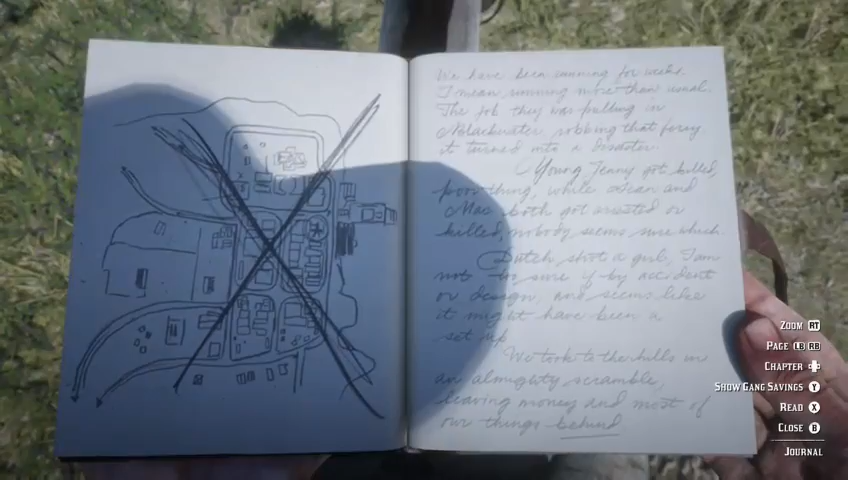 We have been running for weeks.
I mean running more than usual.
The job they was pulling in
Blackwater, robbing that ferry
it turned into a disaster.
Young Jenny got killed,
poor thing, while Sean and
Mac both got arrested or
killed, nobody seems sure which.
Dutch shot a girl, I am
not so sure if by accident
or design, and seems like
it might have been a
set up.
We took to the hills in
an almighty scramble,
leaving money and most of
our things behind.
ZOOM RT
PAGE LB RB
CHAPTER
SHOW GANG SAVINGS Y
READ X
CLOSE B
JOURNAL